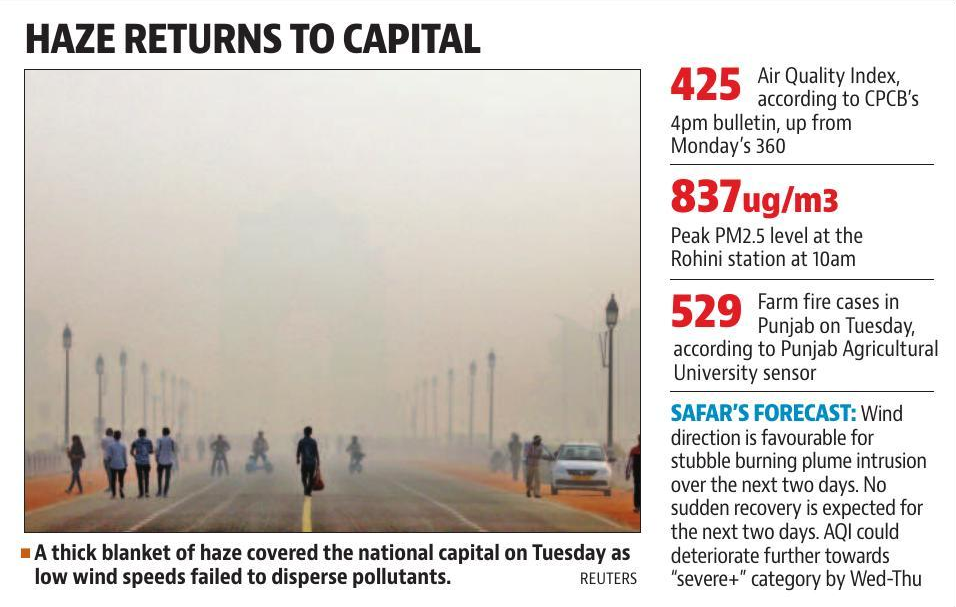 HAZE RETURNS TO CAPITAL
425 Air Quality Index,
according to CPCB's
4pm bulletin, up from
Monday's 360
837ug/m3
Peak PM2.5 level at the
Rohini station at 10am
529 Farm fire cases in
Punjab on Tuesday,
according to Punjab Agricultural
University sensor
SAFAR'S FORECAST: Wind
direction is favourable for
stubble burning plume intrusion
over the next two days. No
sudden recovery is expected for
the next two days. AQI could
deteriorate further towards
"severe+" category by Wed-Thu
A thick blanket of haze covered the national capital on Tuesday as
low wind speeds failed to disperse pollutants.
REUTERS